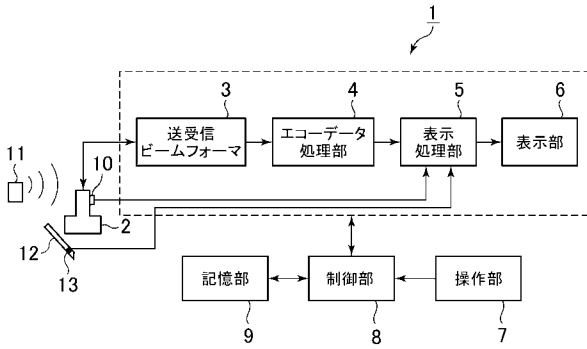 1
3
4
5
6
送受信
ビームフォーマ
エコーデータ
処理部
表示
処理部
表示部
11
10
2
12
13
記憶部
制御部
操作部
9
8
7